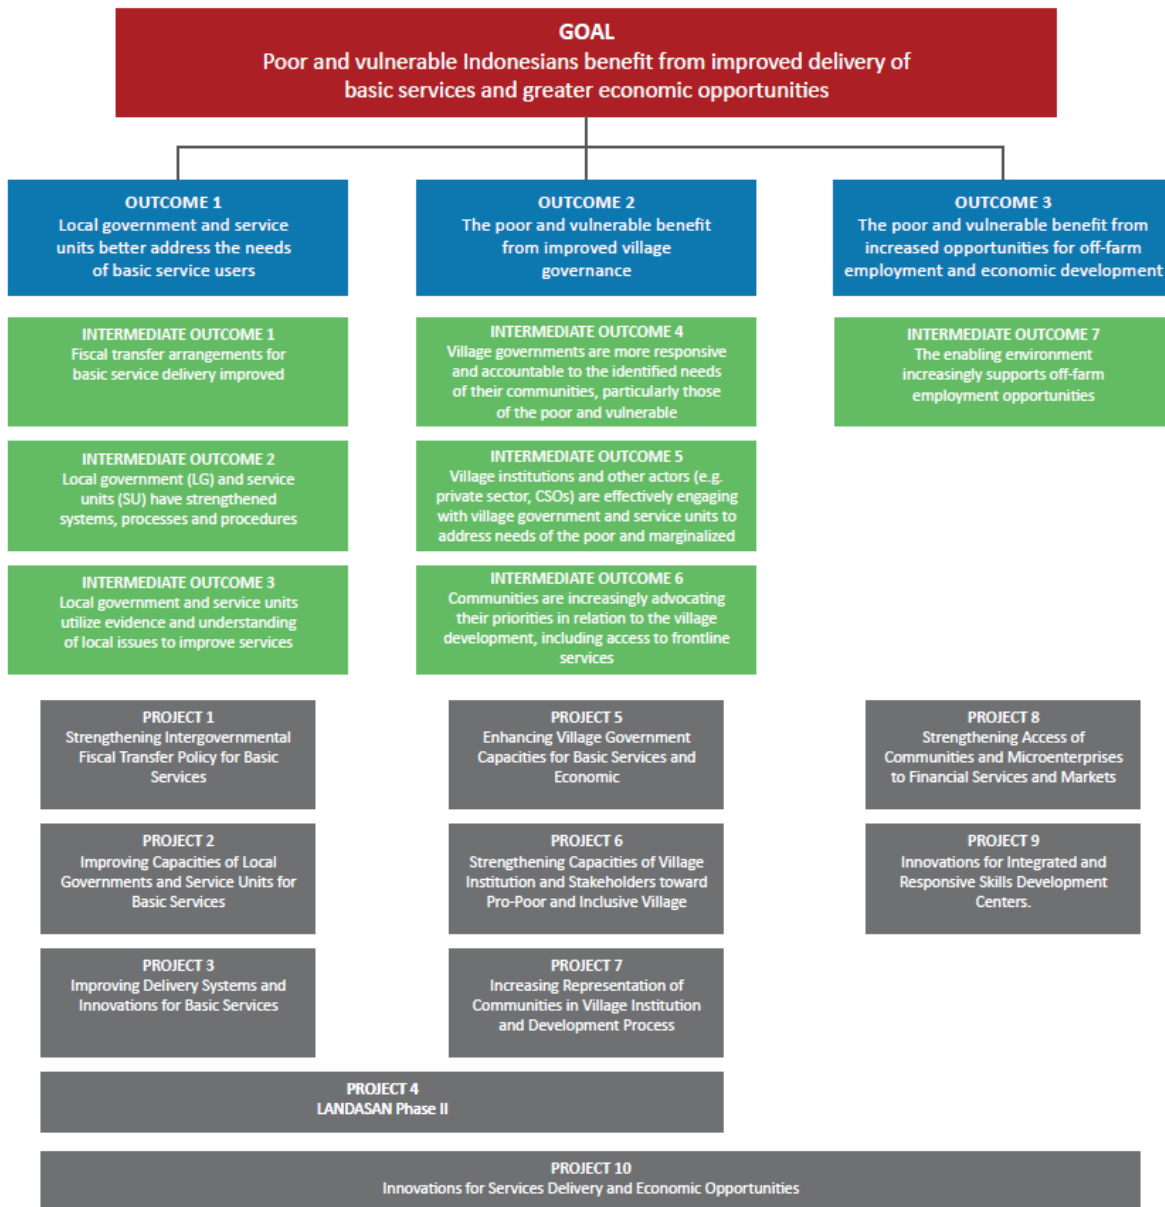 GOAL
Poor and vulnerable Indonesians benefit from improved delivery of
basic services and greater economic opportunities
OUTCOME 1
Local government and service
units better address the needs
of basic service users
OUTCOME 2
The poor and vulnerable benefit
from improved village
governance
OUTCOME 3
The poor and vulnerable benefit from
increased opportunities for off-farm
employment and economic development
INTERMEDIATE OUTCOME 1
Fiscal transfer arrangements for
basic service delivery improved
INTERMEDIATE OUTCOME 4
Village governments are more responsive
and accountable to the identified needs
of their communities, particularly those
of the poor and vulnerable
INTERMEDIATE OUTCOME 7
The enabling environment
increasingly supports off-farm
employment opportunities
INTERMEDIATE OUTCOME 2
Local government (LG) and service
units (SU) have strengthened
systems, processes and procedures
INTERMEDIATE OUTCOME 5
Village institutions and other actors (e.g.
private sector, CSOs) are effectively engaging
with village government and service units to
address needs of the poor and marginalized
INTERMEDIATE OUTCOME 3
Local government and service units
utilize evidence and understanding
of local issues to improve services
INTERMEDIATE OUTCOME 6
Communities are increasingly advocating
their priorities in relation to the village
development, including access to frontline
services
PROJECT 1
Strengthening Intergovernmental
Fiscal Transfer Policy for Basic
Services
PROJECT 5
Enhancing Village Government
Capacities for Basic Services and
Economic
PROJECT 8
Strengthening Access of
Communities and Microenterprises
to Financial Services and Markets
PROJECT 2
Improving Capacities of Local
Governments and Service Units for
Basic Services
PROJECT 6
Strengthening Capacities of Village
Institution and Stakeholders toward
Pro-Poor and Inclusive Village
PROJECT 9
Innovations for Integrated and
Responsive Skills Development
Centers.
PROJECT 3
Improving Delivery Systems and
Innovations for Basic Services
PROJECT 7
Increasing Representation of
Communities in Village Institution
and Development Process
PROJECT 4
LANDASAN Phase II
PROJECT 10
Innovations for Services Delivery and Economic Opportunities